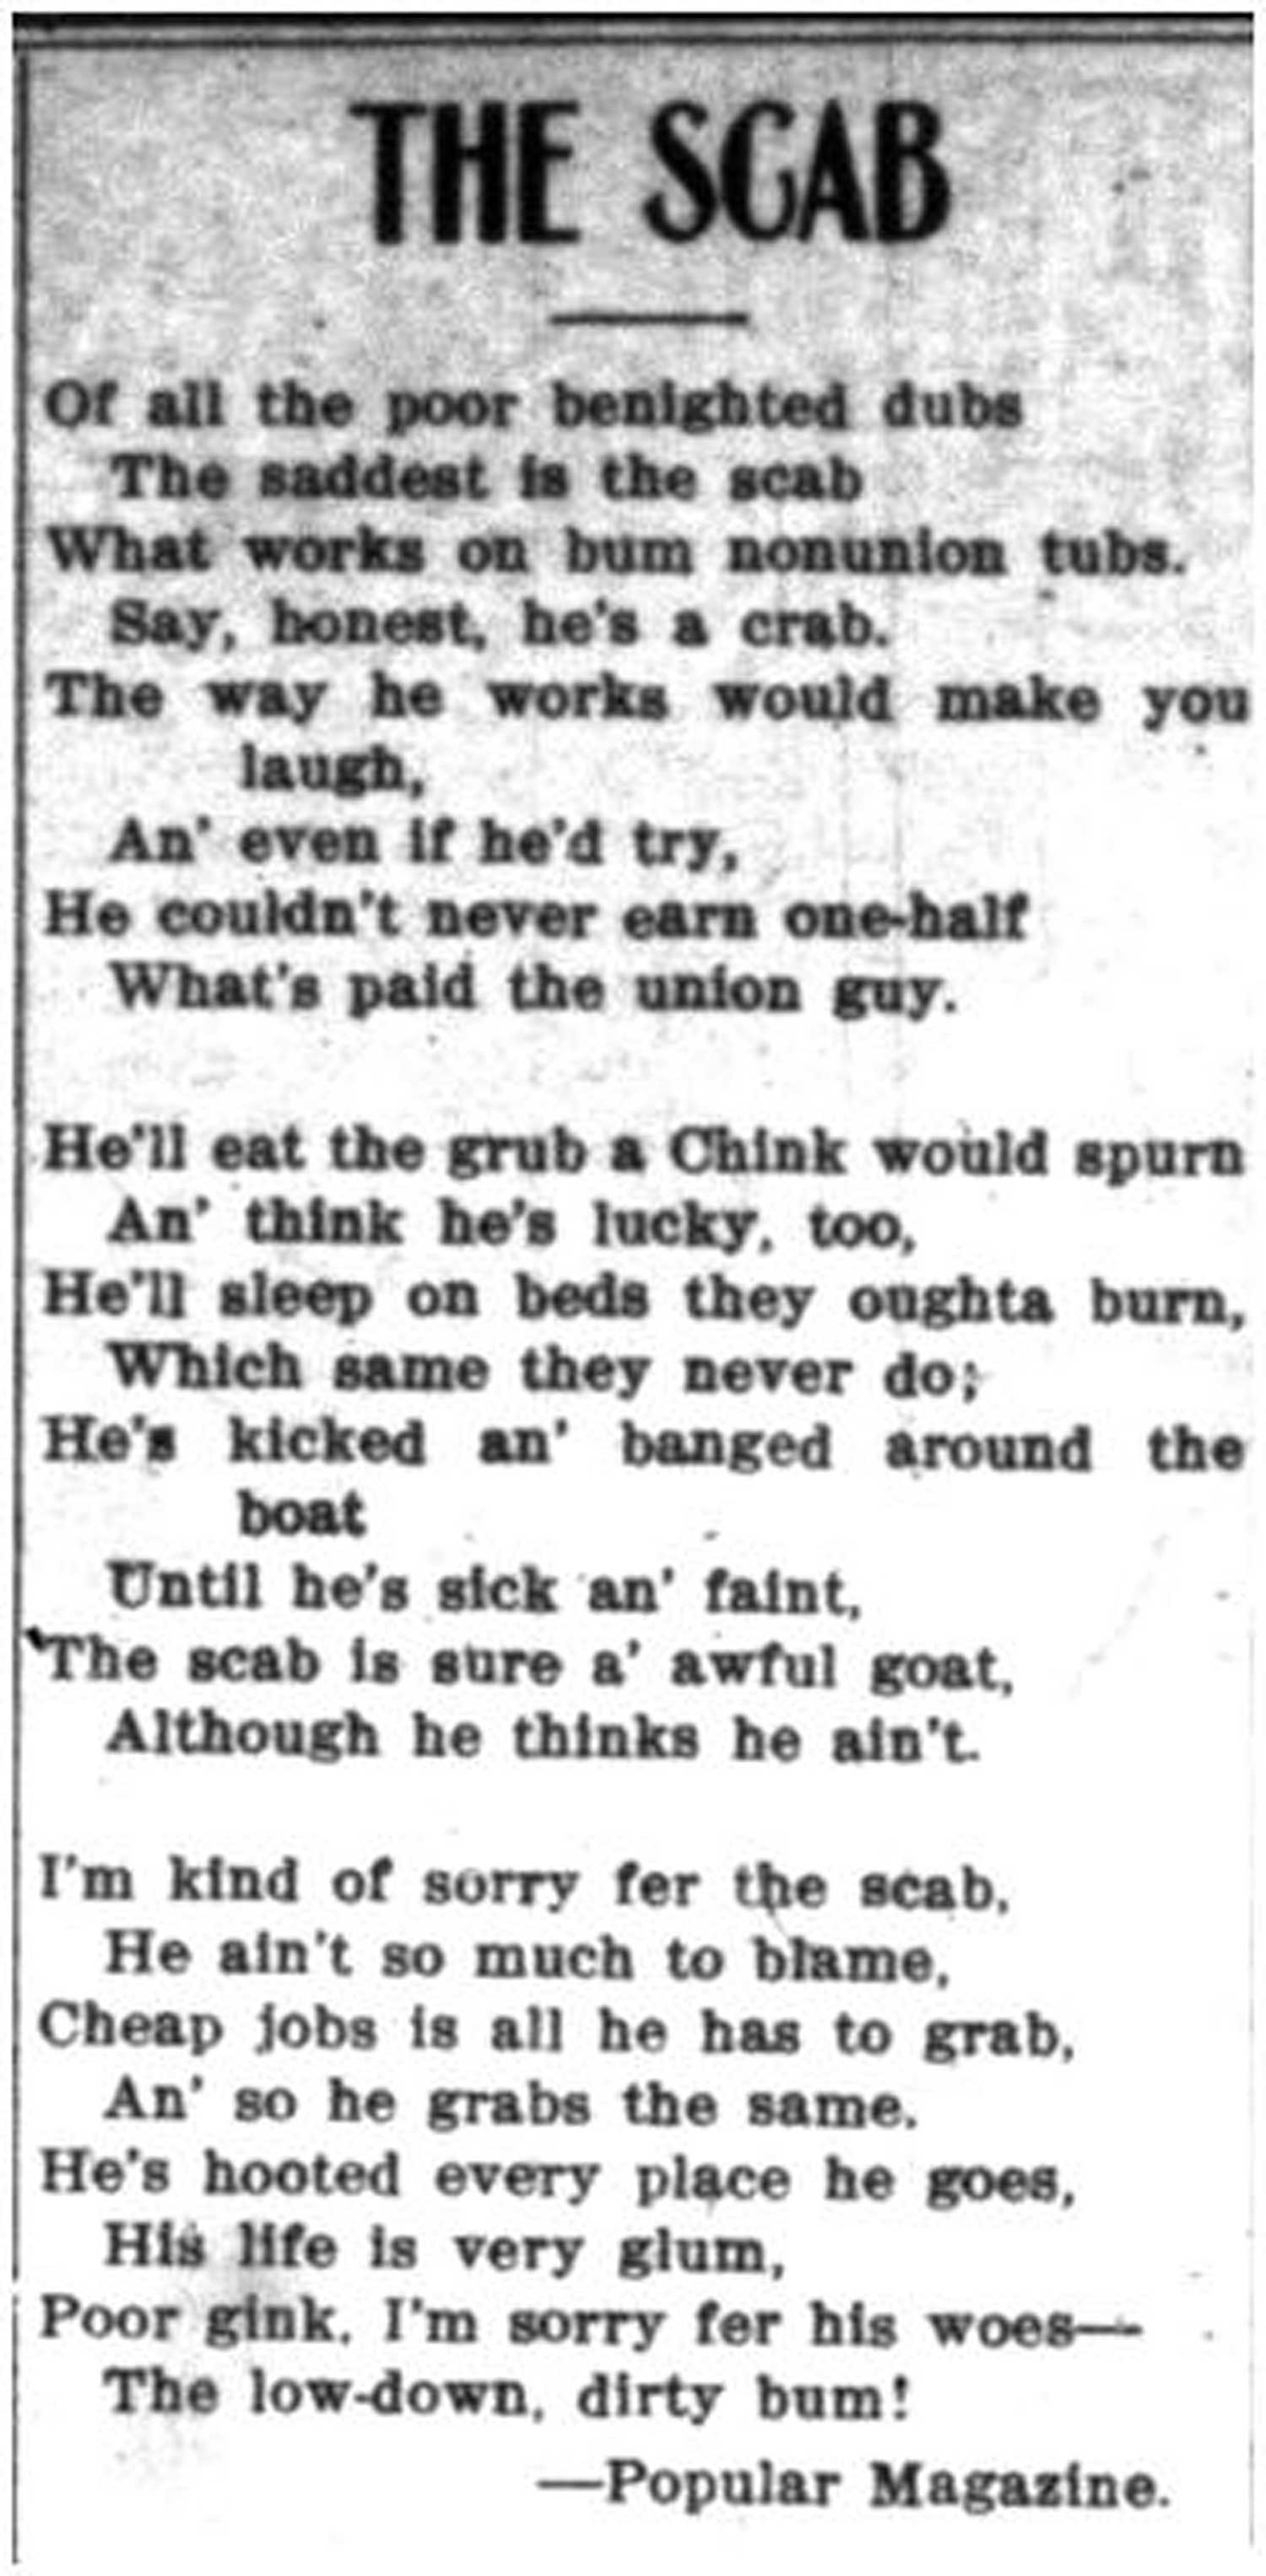 THE SCAB
Of all the poor benighted dubs
The saddest is the scab
What works on bum nonunion tubs.
Say, honest, he's a crab.
The way he works would make you
laugh,
An' even if he'd try,
He couldn't never earn one-half
What's paid the union guy.
He'll eat the grub a Chink would spurn
An' think he's lucky, too,
He'll sleep on beds they oughta burn,
Which same they never do;
He's kicked an' banged around the
boat
Until he's sick an' faint,
The scab is sure a' awful goat,
Although he thinks he ain't.
I'm kind of sorry fer the scab,
He ain't so much to blame,
Cheap jobs is all he has to grab,
An' so he grabs the same.
He's hooted every place he goes,
His life is very glum,
Poor gink, I'm sorry fer his woes—
The low-down, dirty bum!
—Popular Magazine.